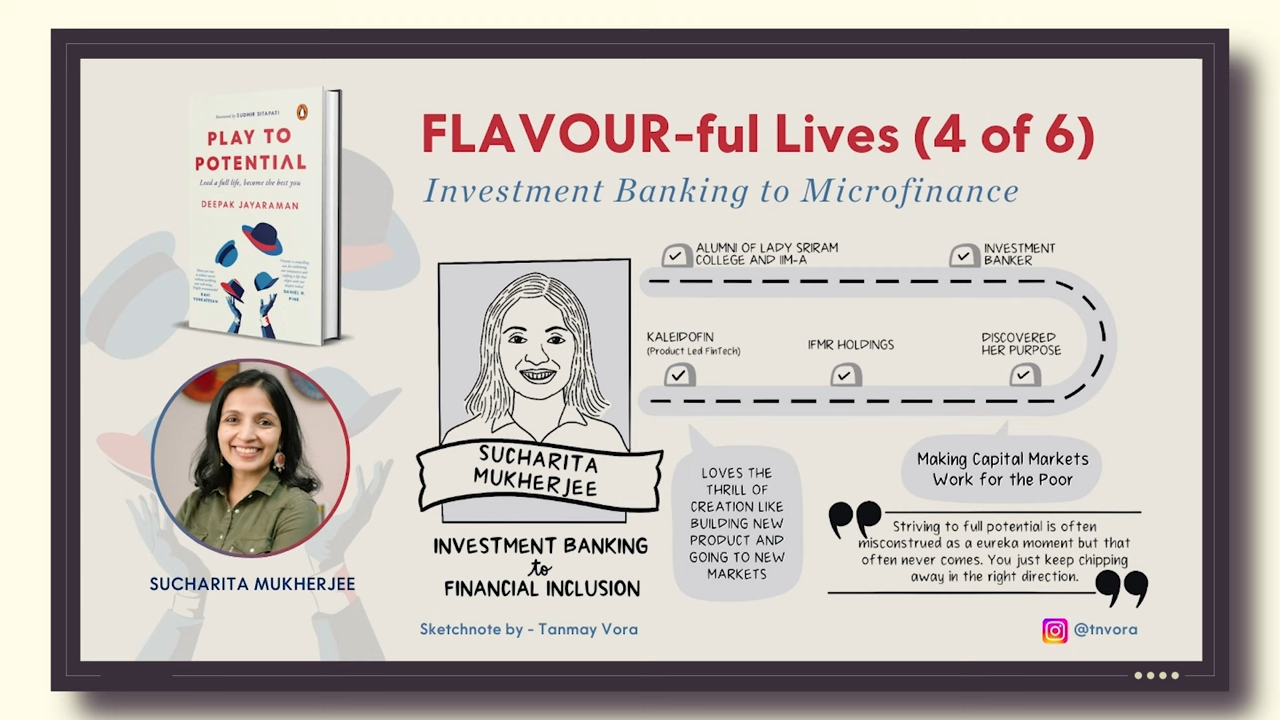 Foreword by SUDHIR SITAPATI
PLAY TO
POTENTIAL
Lead a full life, become the best you
DEEPAK JAYARAMAN
RAVI
VENKATESAN
DANIEL H.
PINK
FLAVOUR-ful Lives (4 of 6)
Investment Banking to Microfinance
ALUMNI OF LADY SRIRAM
COLLEGE AND IIM-A
INVESTMENT
BANKER
KALEIDOFIN
(Product Led FinTech)
IFMR HOLDINGS
DISCOVERED
HER PURPOSE
SUCHARITA
MUKHERJEE
INVESTMENT BANKING
to
FINANCIAL INCLUSION
LOVES THE
THRILL OF
CREATION LIKE
BUILDING NEW
PRODUCT AND
GOING TO NEW
MARKETS
Making Capital Markets
Work for the Poor
Striving to full potential is often
misconstrued as a eureka moment but that
often never comes. You just keep chipping
away in the right direction.
SUCHARITA MUKHERJEE
Sketchnote by - Tanmay Vora
@tnvora